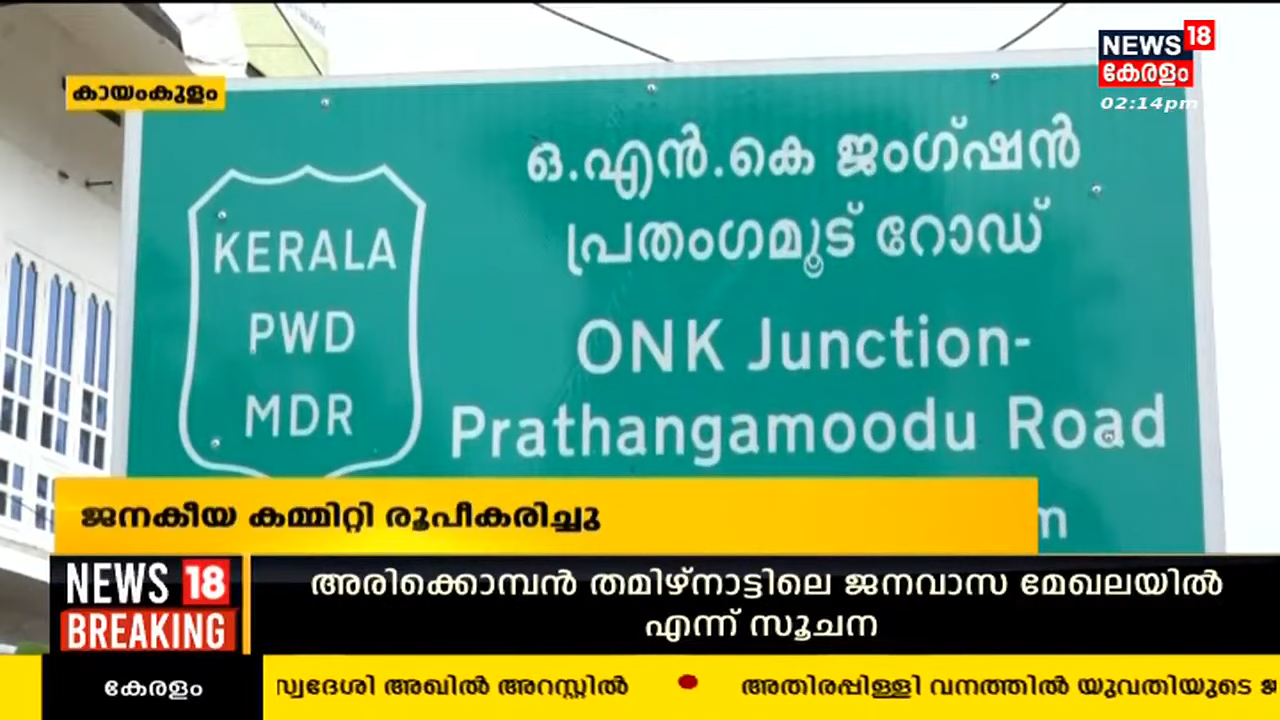 NEWS 18
കേരളം
02:14pm
കായംകുളം
ഒ.എൻ.കെ ജംഗ്ഷൻ
പ്രതംഗമൂട് റോഡ്
KERALA
PWD
MDR
ONK Junction-
Prathangamoodu Road
m
ജനകീയ കമ്മിറ്റി രൂപീകരിച്ചു
NEWS 18
BREAKING
അരിക്കൊമ്പൻ തമിഴ്നാട്ടിലെ ജനവാസ മേഖലയിൽ
എന്ന് സൂചന
കേരളം
സ്വദേശി അഖിൽ അറസ്റ്റിൽ • അതിരപ്പിള്ളി വനത്തിൽ യുവതിയുടെ